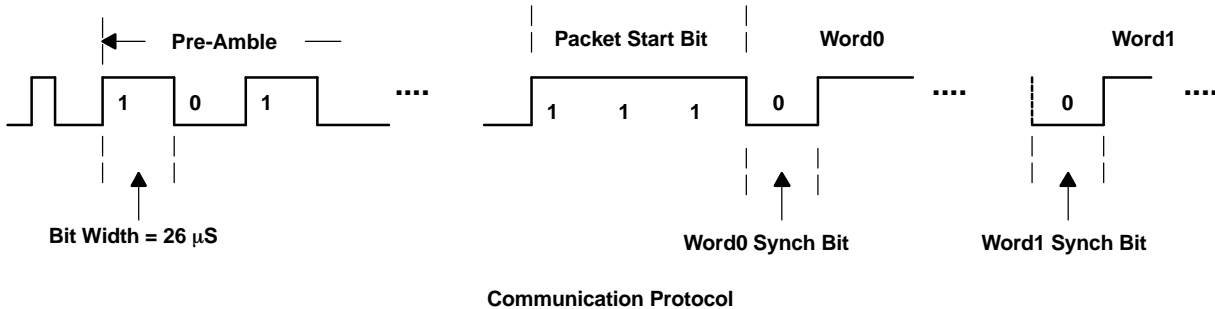 Pre-Amble
Packet Start Bit
Word0
Word1
1 0 1 .... 1 1 1 0 .... 0 ....
Bit Width = 26 μS
Word0 Synch Bit
Word1 Synch Bit
Communication Protocol